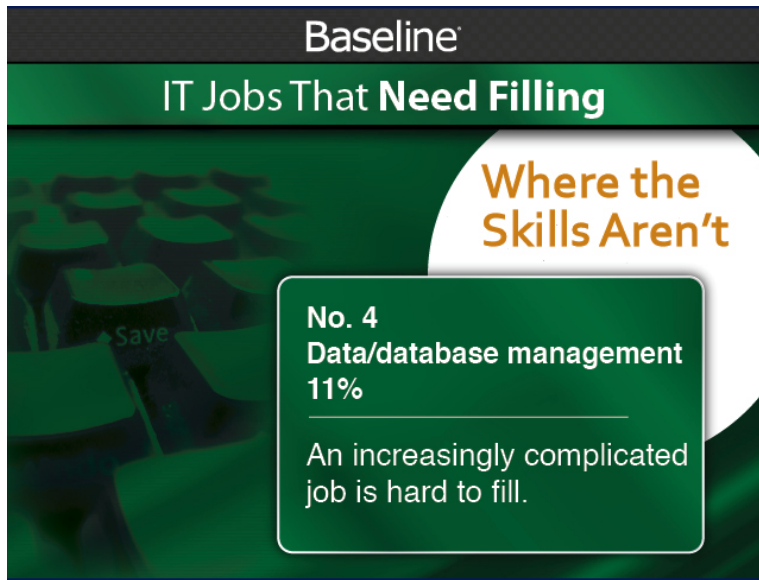 Baseline
IT Jobs That Need Filling
Where the
Skills Aren't
Save
No. 4
Data/database management
11%
An increasingly complicated
job is hard to fill.